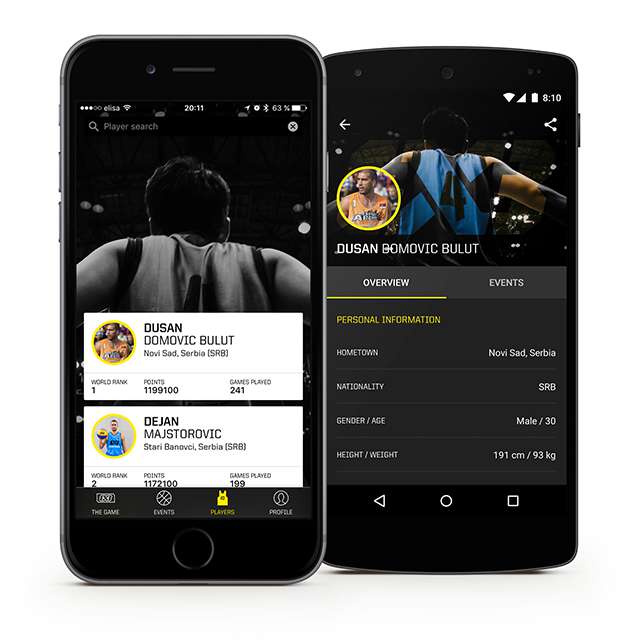 elisa 20:11 63 %
Player search
DUSAN
DOMOVIC BULUT
Novi Sad, Serbia (SRB)
WORLD RANK POINTS GAMES PLAYED
1 1199100 241
DEJAN
MAJSTOROVIC
Stari Banovci, Serbia (SRB)
WORLD RANK POINTS GAMES PLAYED
2 1172100 199
THE GAME EVENTS PLAYERS PROFILE
8:10
4
DUSAN DOMOVIC BULUT
OVERVIEW EVENTS
PERSONAL INFORMATION
HOMETOWN Novi Sad, Serbia
NATIONALITY SRB
GENDER / AGE Male / 30
HEIGHT / WEIGHT 191 cm / 93 kg